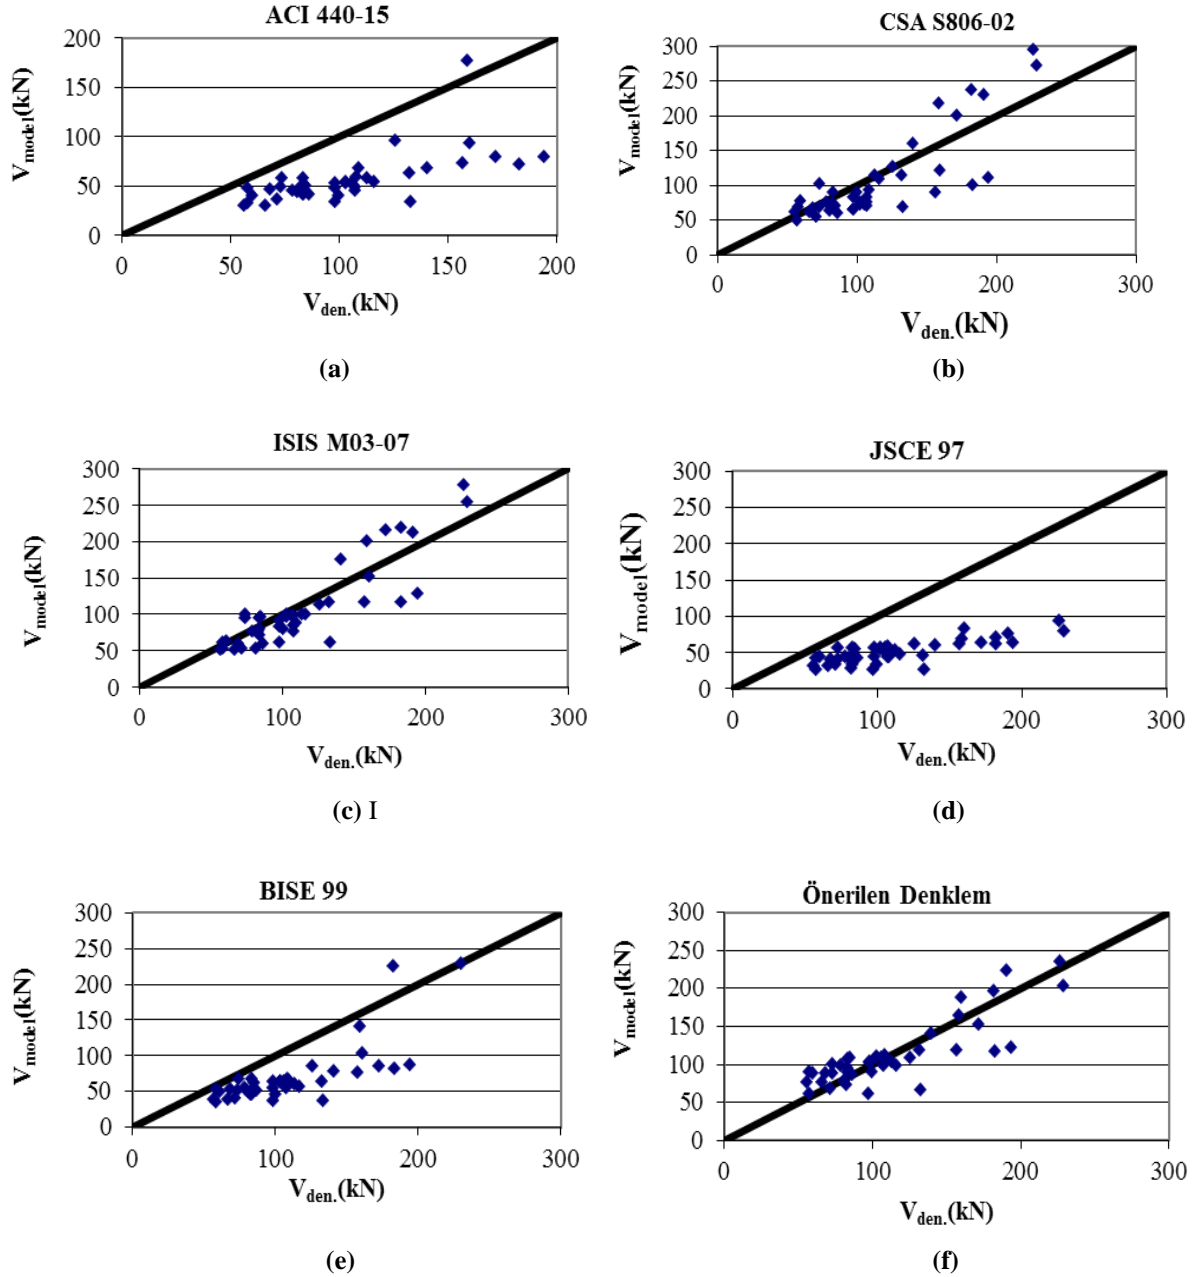 ACI 440-15
V_model(kN)
200
150
100
50
0
0 50 100 150 200
V_den.(kN)
(a)
CSA S806-02
V_model(kN)
300
250
200
150
100
50
0
0 100 200 300
V_den.(kN)
(b)
ISIS M03-07
V_model(kN)
300
250
200
150
100
50
0
0 100 200 300
V_den.(kN)
(c) I
JSCE 97
V_model(kN)
300
250
200
150
100
50
0
0 100 200 300
V_den.(kN)
(d)
BISE 99
V_model(kN)
300
250
200
150
100
50
0
0 100 200 300
V_den.(kN)
(e)
Önerilen Denklem
V_model(kN)
300
250
200
150
100
50
0
0 100 200 300
V_den.(kN)
(f)